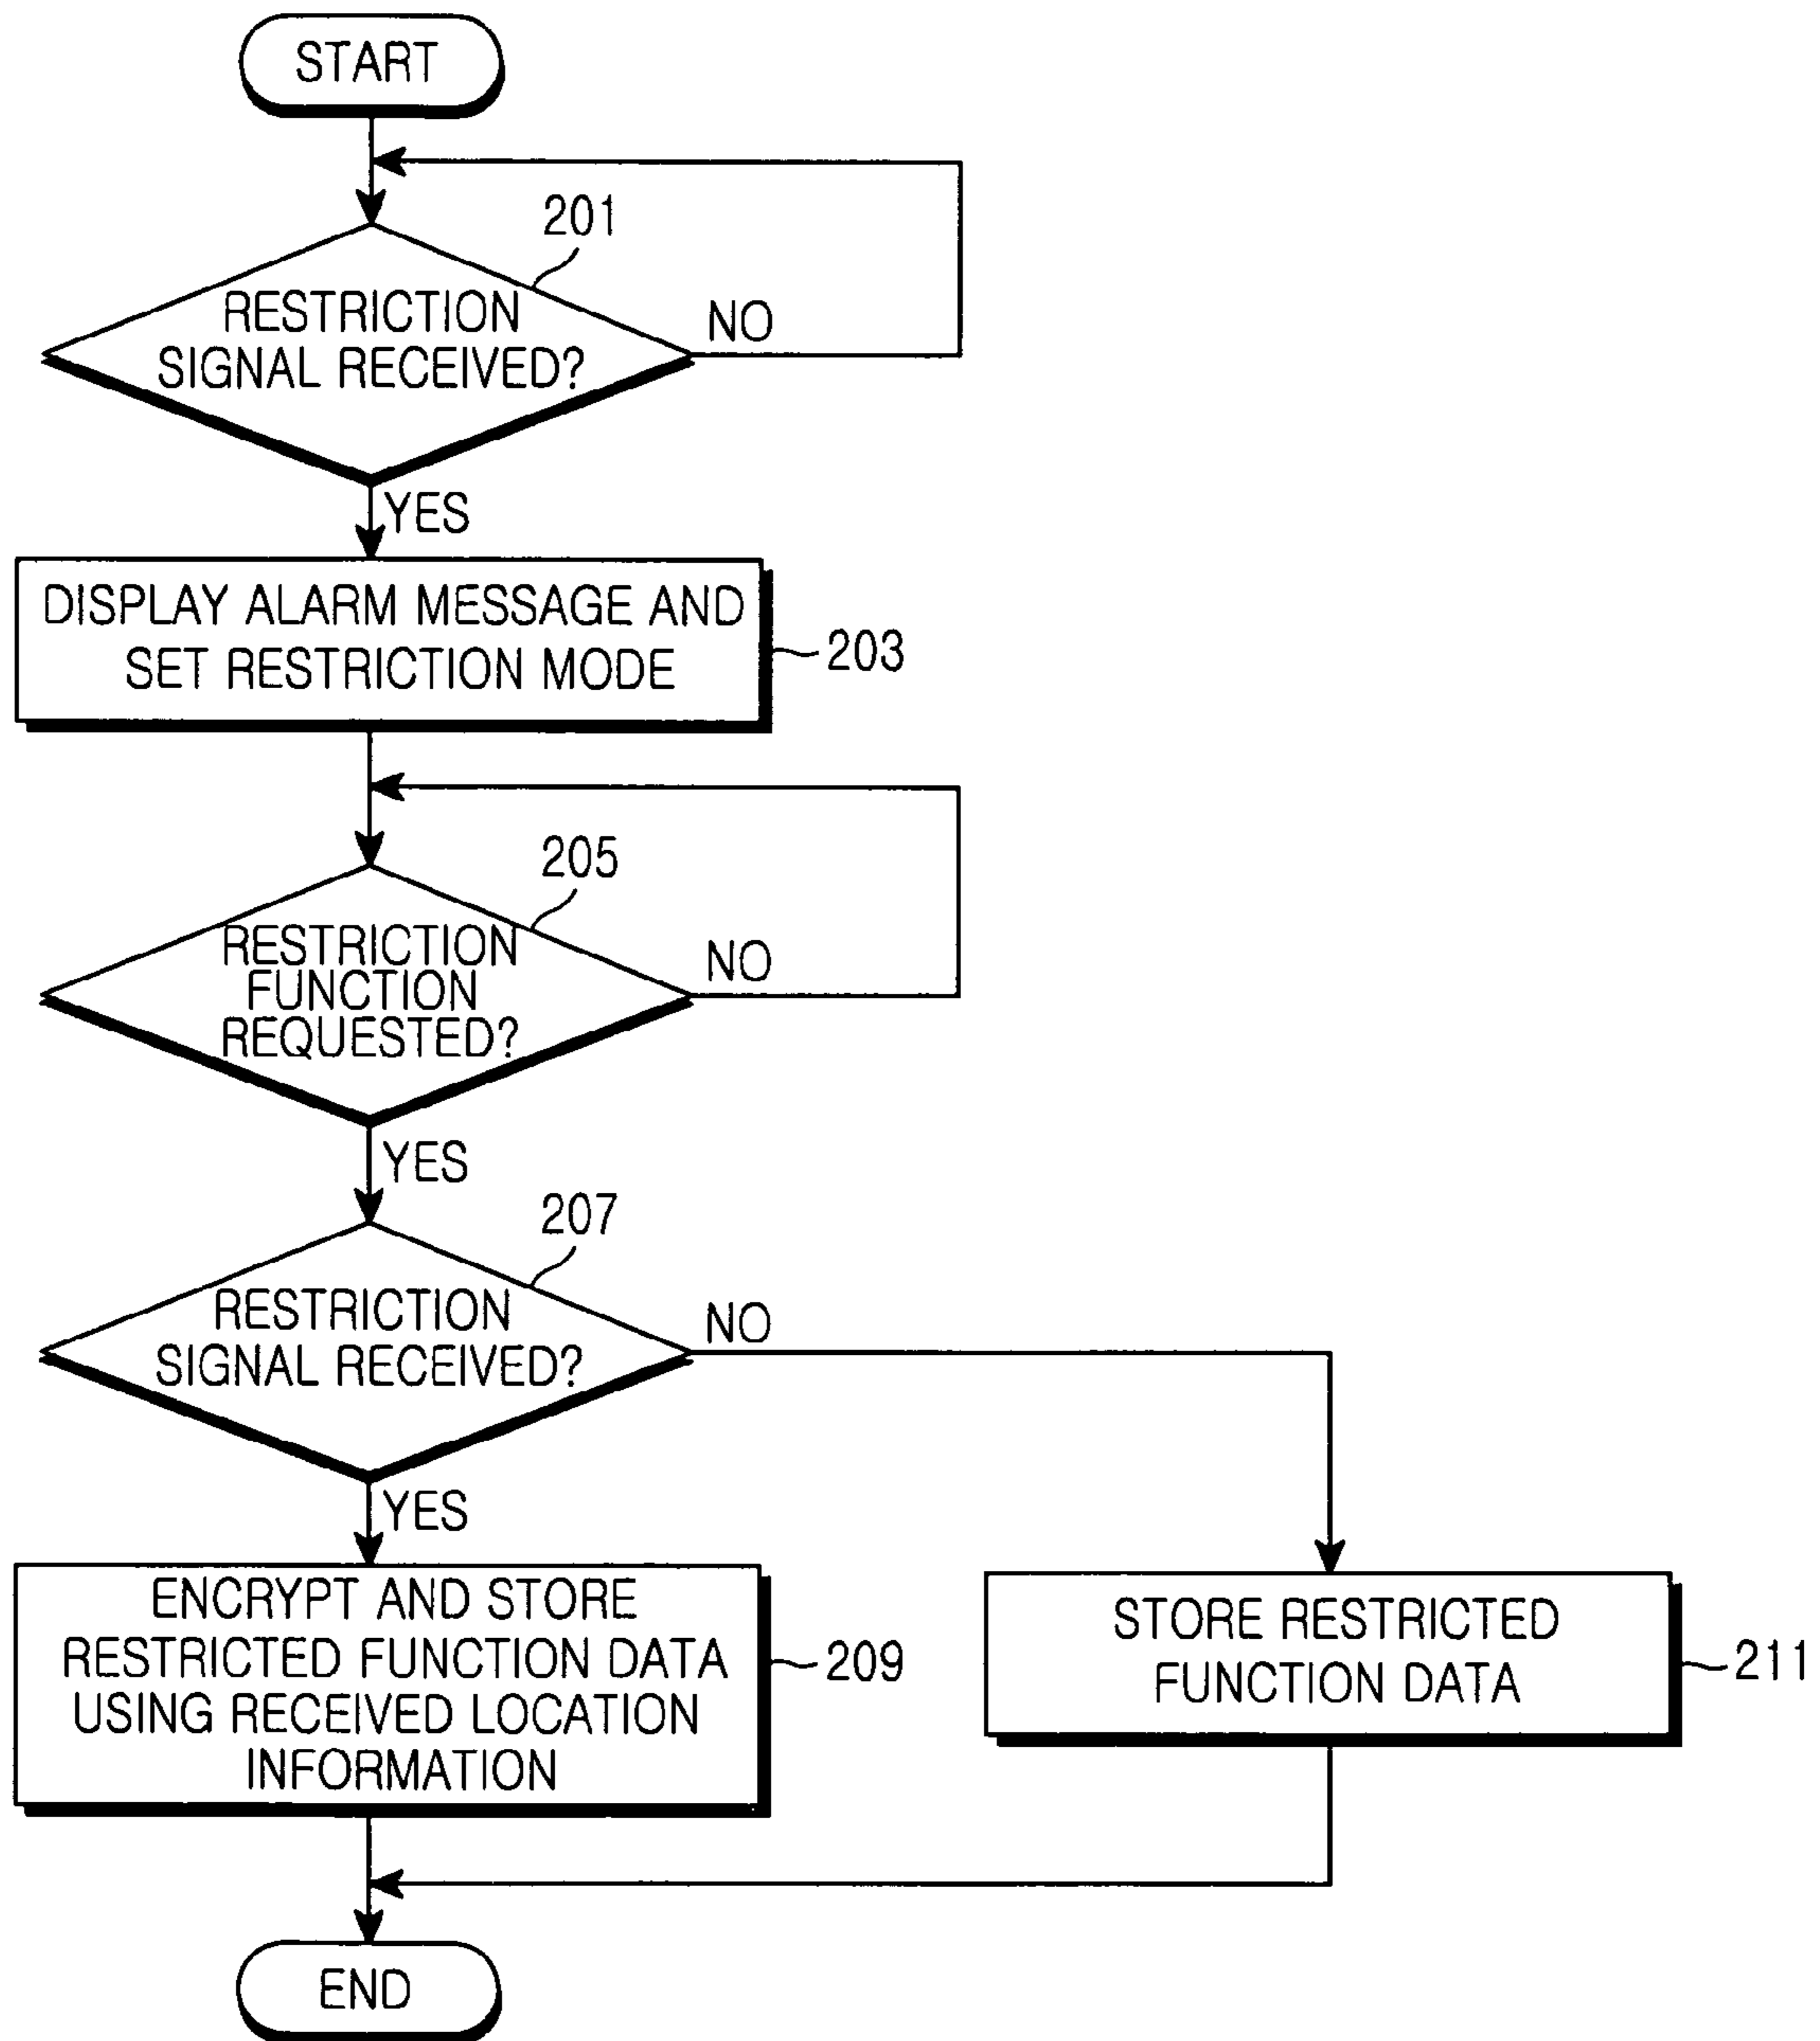 START
201
RESTRICTION
SIGNAL RECEIVED?
NO
YES
DISPLAY ALARM MESSAGE AND
SET RESTRICTION MODE
203
205
RESTRICTION
FUNCTION
REQUESTED?
NO
YES
207
RESTRICTION
SIGNAL RECEIVED?
NO
YES
ENCRYPT AND STORE
RESTRICTED FUNCTION DATA
USING RECEIVED LOCATION
INFORMATION
209
STORE RESTRICTED
FUNCTION DATA
211
END